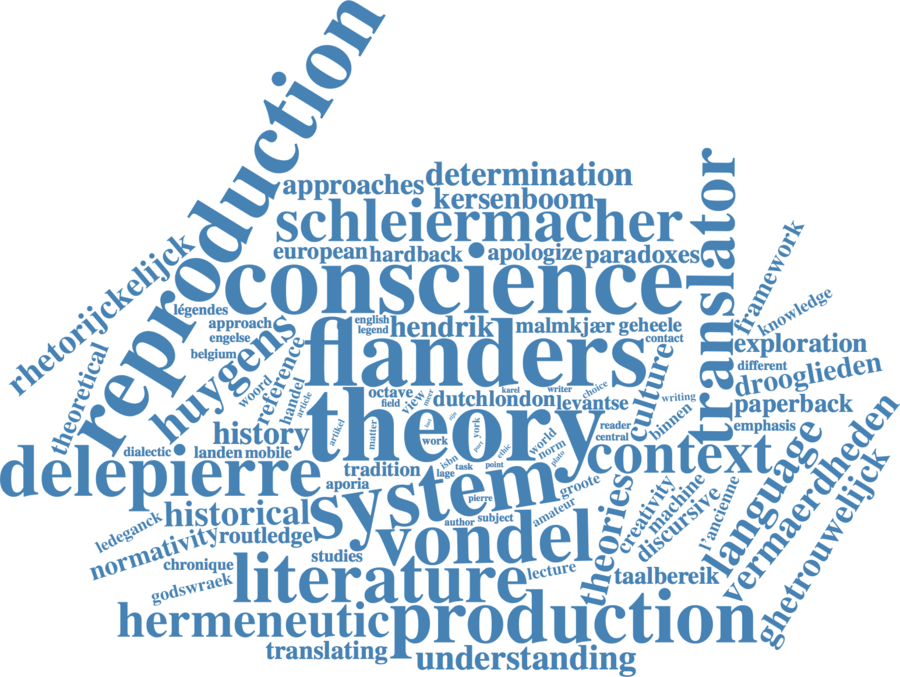 reproduction
approaches
determination
kersenboom
schleiermacher
translator
european
hardback
apologize
paradoxes
conscience
rhetorijckelijck
légendes
framework
knowledge
approach
engelse
belgium
english
legend
hendrik
malmkjær
geheele
contact
flanders
exploration
different
drooglieden
paperback
emphasis
theoretical
huygens
woord
reference
handel
article
octave
field
view
meer
dutch
london
karel
writer
choice
levantse
culture
writing
binnen
reader
central
theory
history
landen
mobile
dialectic
artikel
matter
work
york
ethic
world
norm
plato
context
delepierre
tradition
aporia
isbn
lage
task
point
system
pierre
groote
amateur
author
subject
theories
creativity
machine
discursive
l'ancienne
language
vermaerdheden
ghetrouwelijck
ledeganck
historical
normativity
routledge
studies
vondel
chronique
godswraek
literature
lecture
taalbereik
hermeneutic
production
translating
understanding